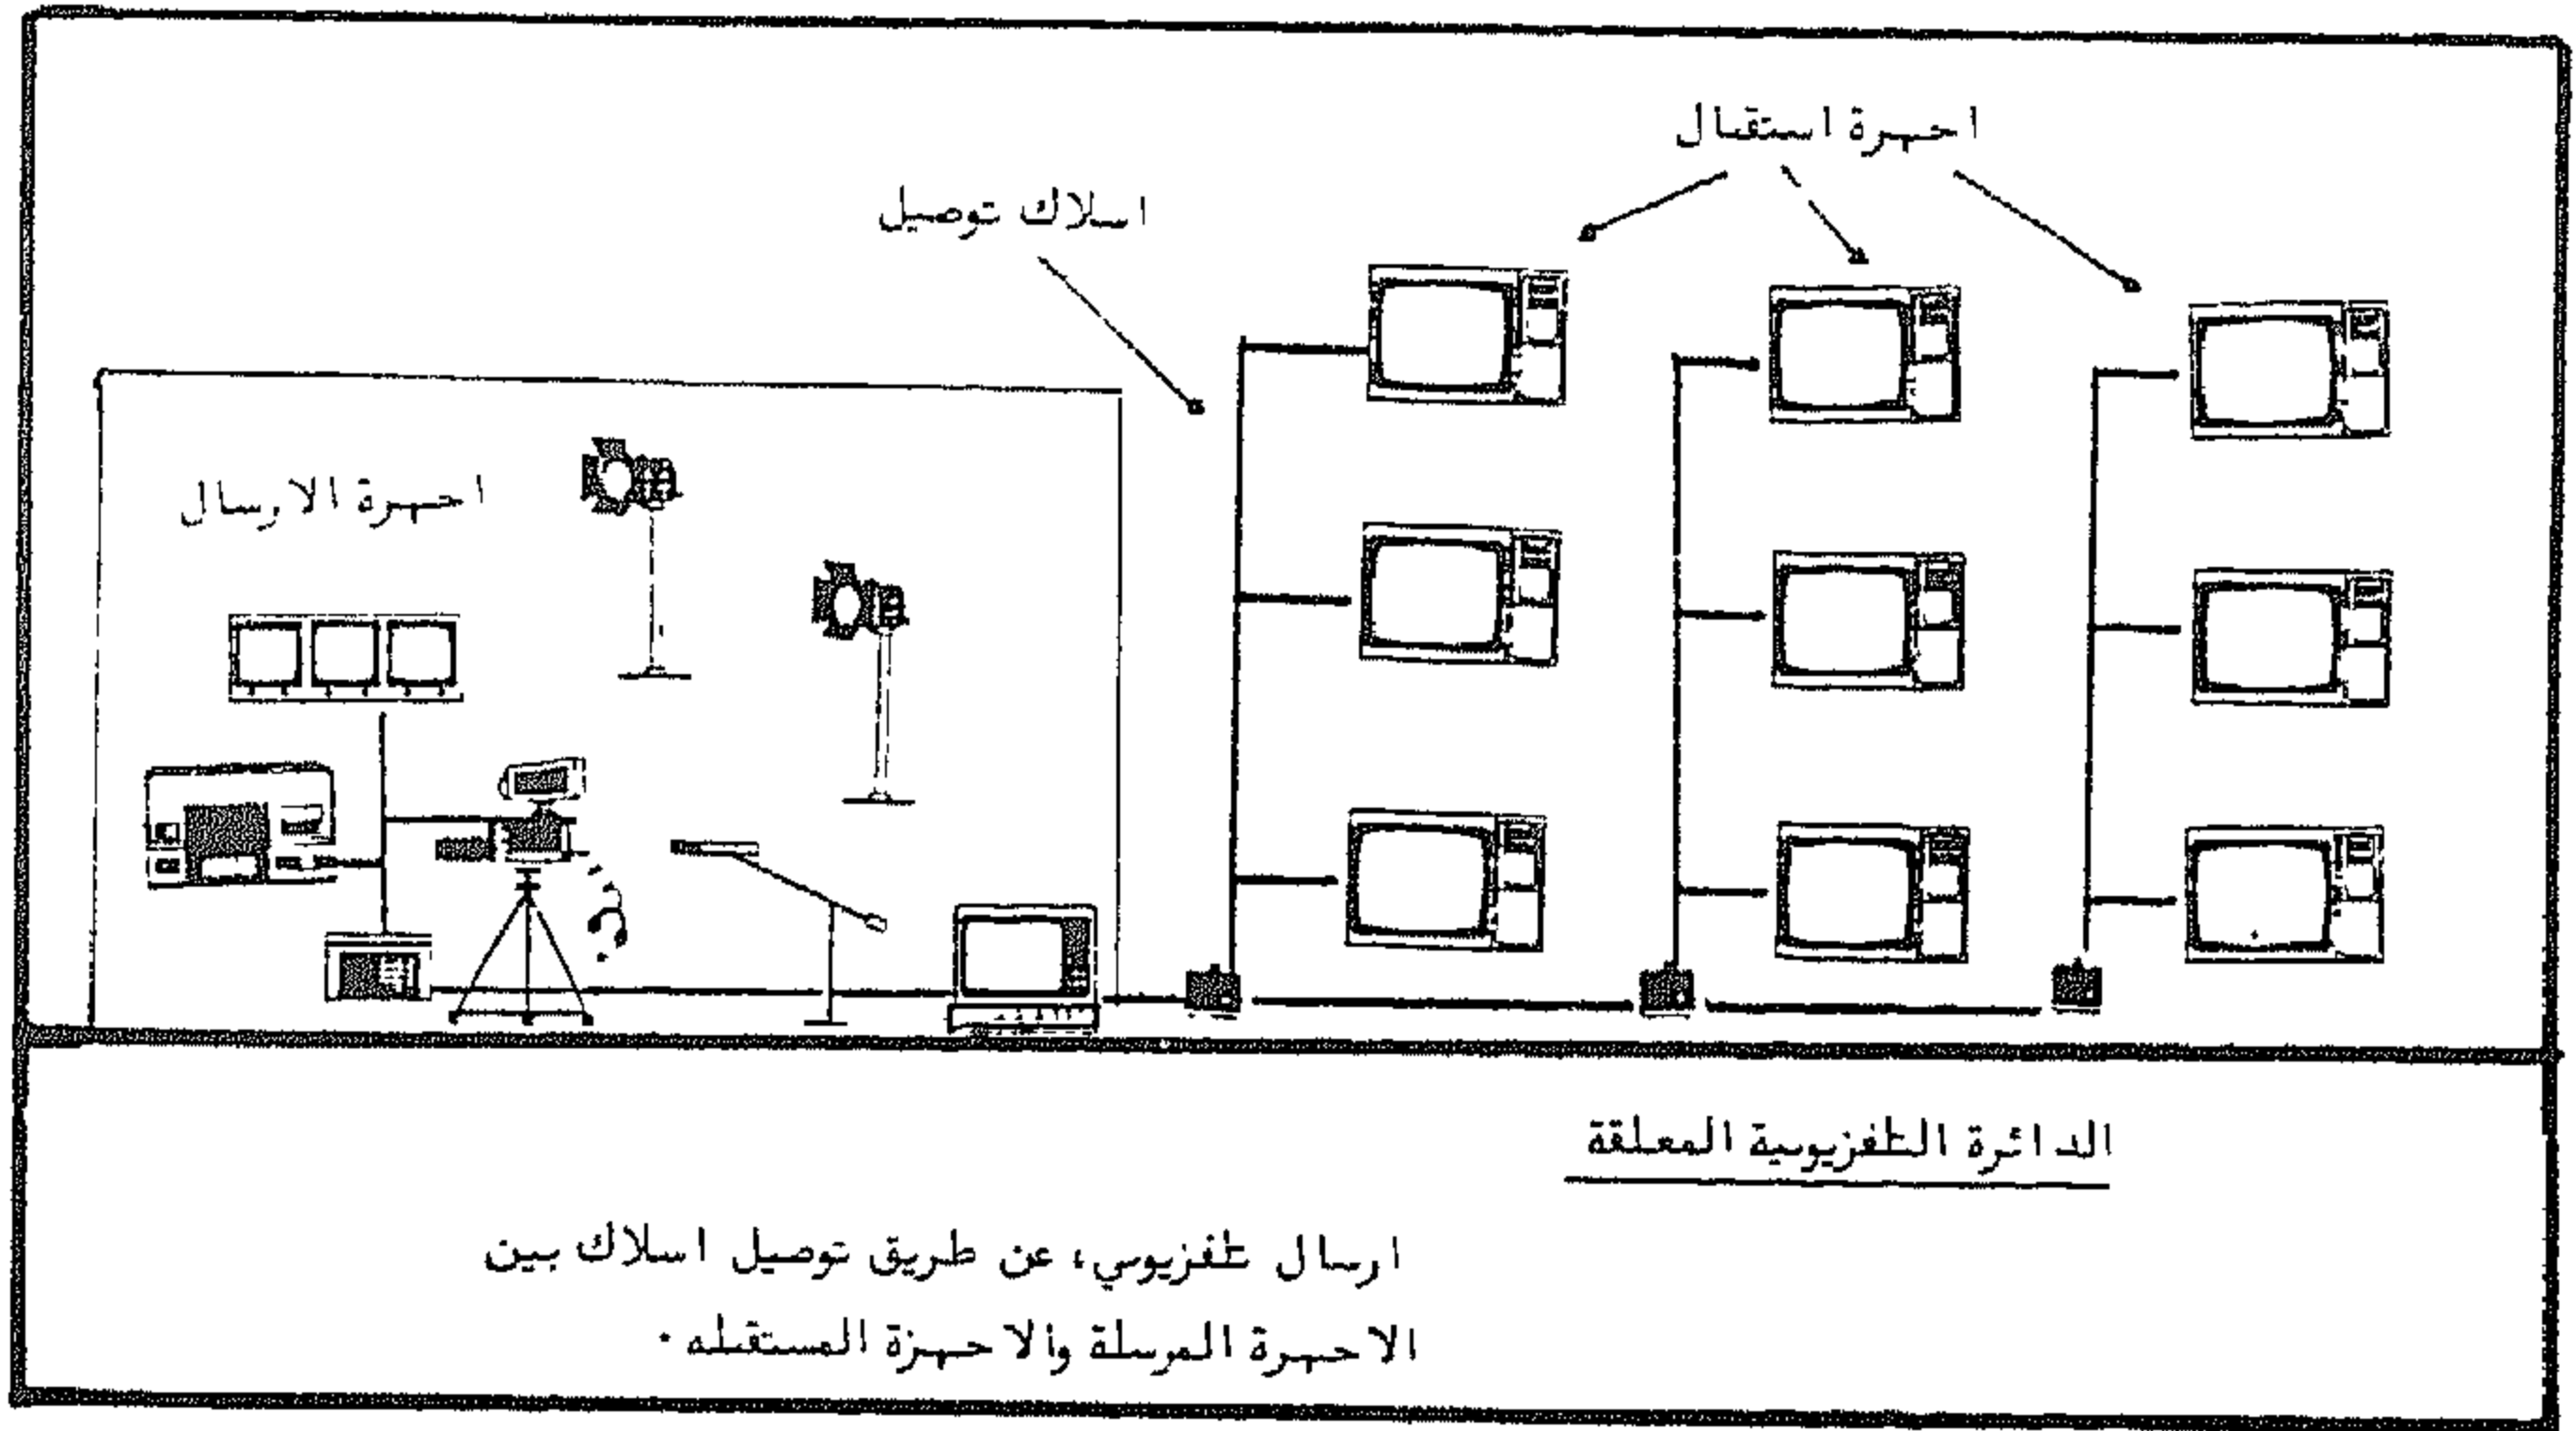 اجهزة استقبال
اسلاك توصيل
اجهزة الارسال
الدائرة التلفزيونية المغلقة
ارسال تلفزيوني، عن طريق توصيل اسلاك بين
الاجهزة المرسلة والاجهزة المستقبله .